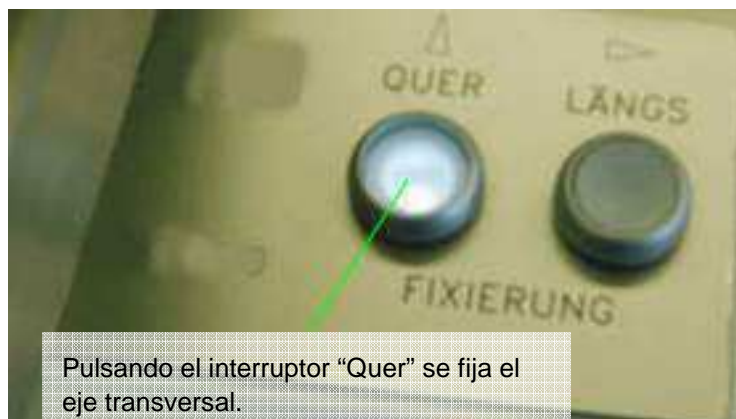 QUER
LÄNGS
FIXIERUNG
Pulsando el interruptor “Quer” se fija el
eje transversal.